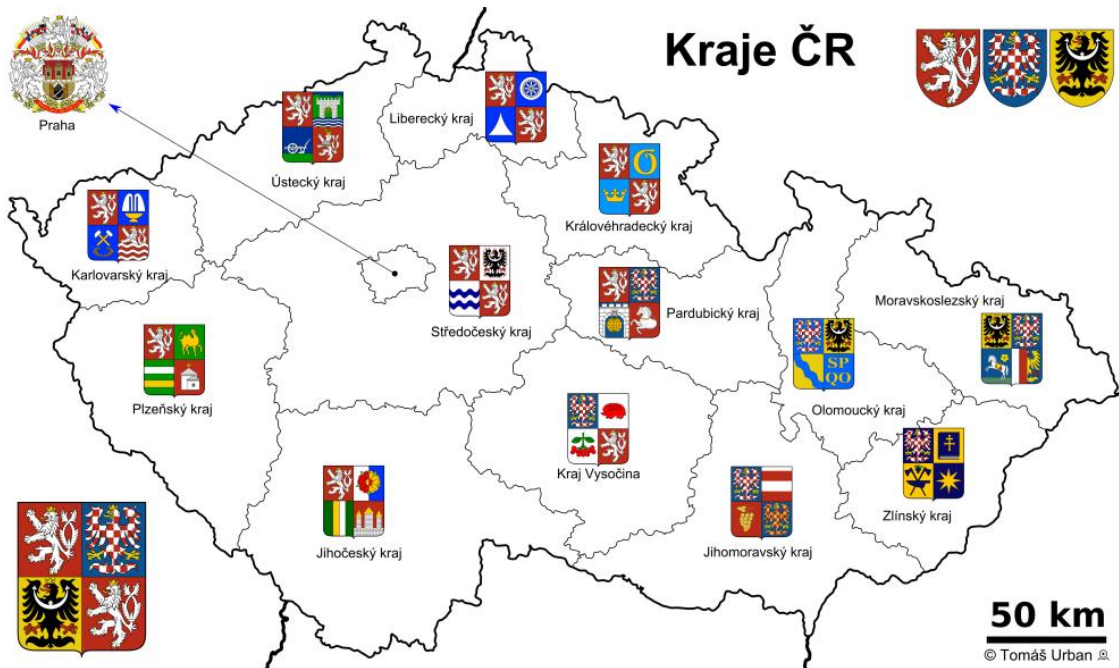 Kraje ČR
Praha
Liberecký kraj
Ústecký kraj
Královéhradecký kraj
Karlovarský kraj
Středočeský kraj
Pardubický kraj
Moravskoslezský kraj
Plzeňský kraj
SP
QO
Olomoucký kraj
Kraj Vysočina
Zlínský kraj
Jihočeský kraj
Jihomoravský kraj
50 km
© Tomáš Urban